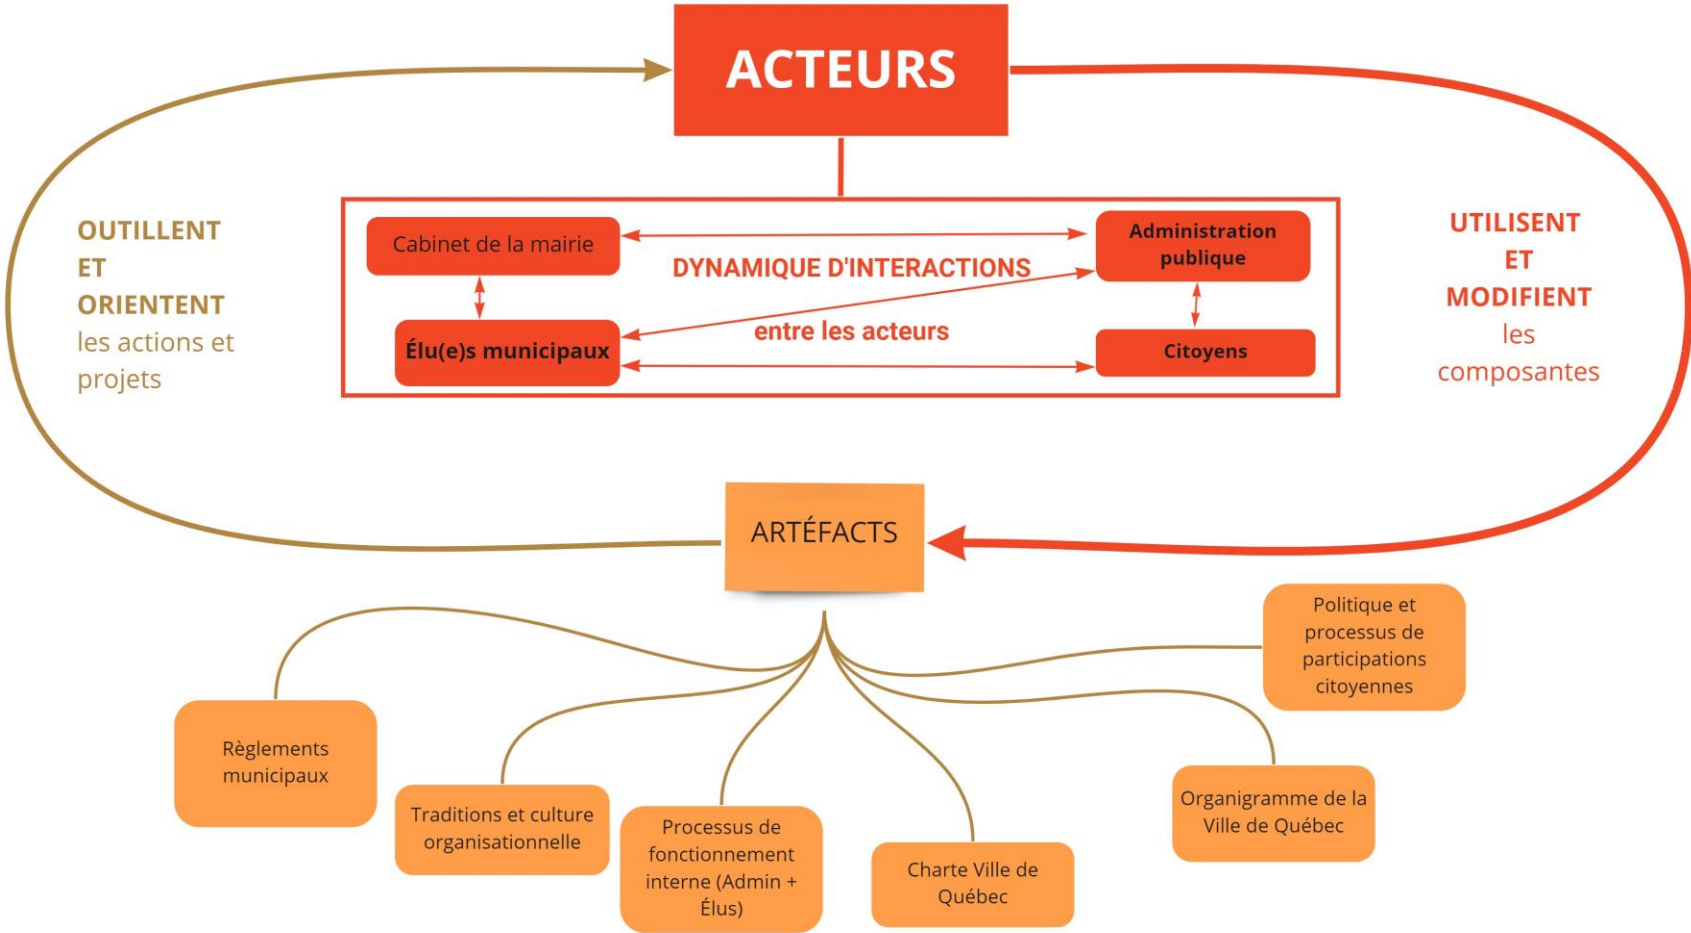 ACTEURS
OUTILLENT
ET
ORIENTENT
les actions et
projets
Cabinet de la mairie
Administration
publique
DYNAMIQUE D'INTERACTIONS
entre les acteurs
Élu(e)s municipaux
Citoyens
UTILISENT
ET
MODIFIENT
les
composantes
ARTÉFACTS
Règlements
municipaux
Traditions et culture
organisationnelle
Processus de
fonctionnement
interne (Admin +
Élus)
Charte Ville de
Québec
Organigramme de la
Ville de Québec
Politique et
processus de
participations
citoyennes